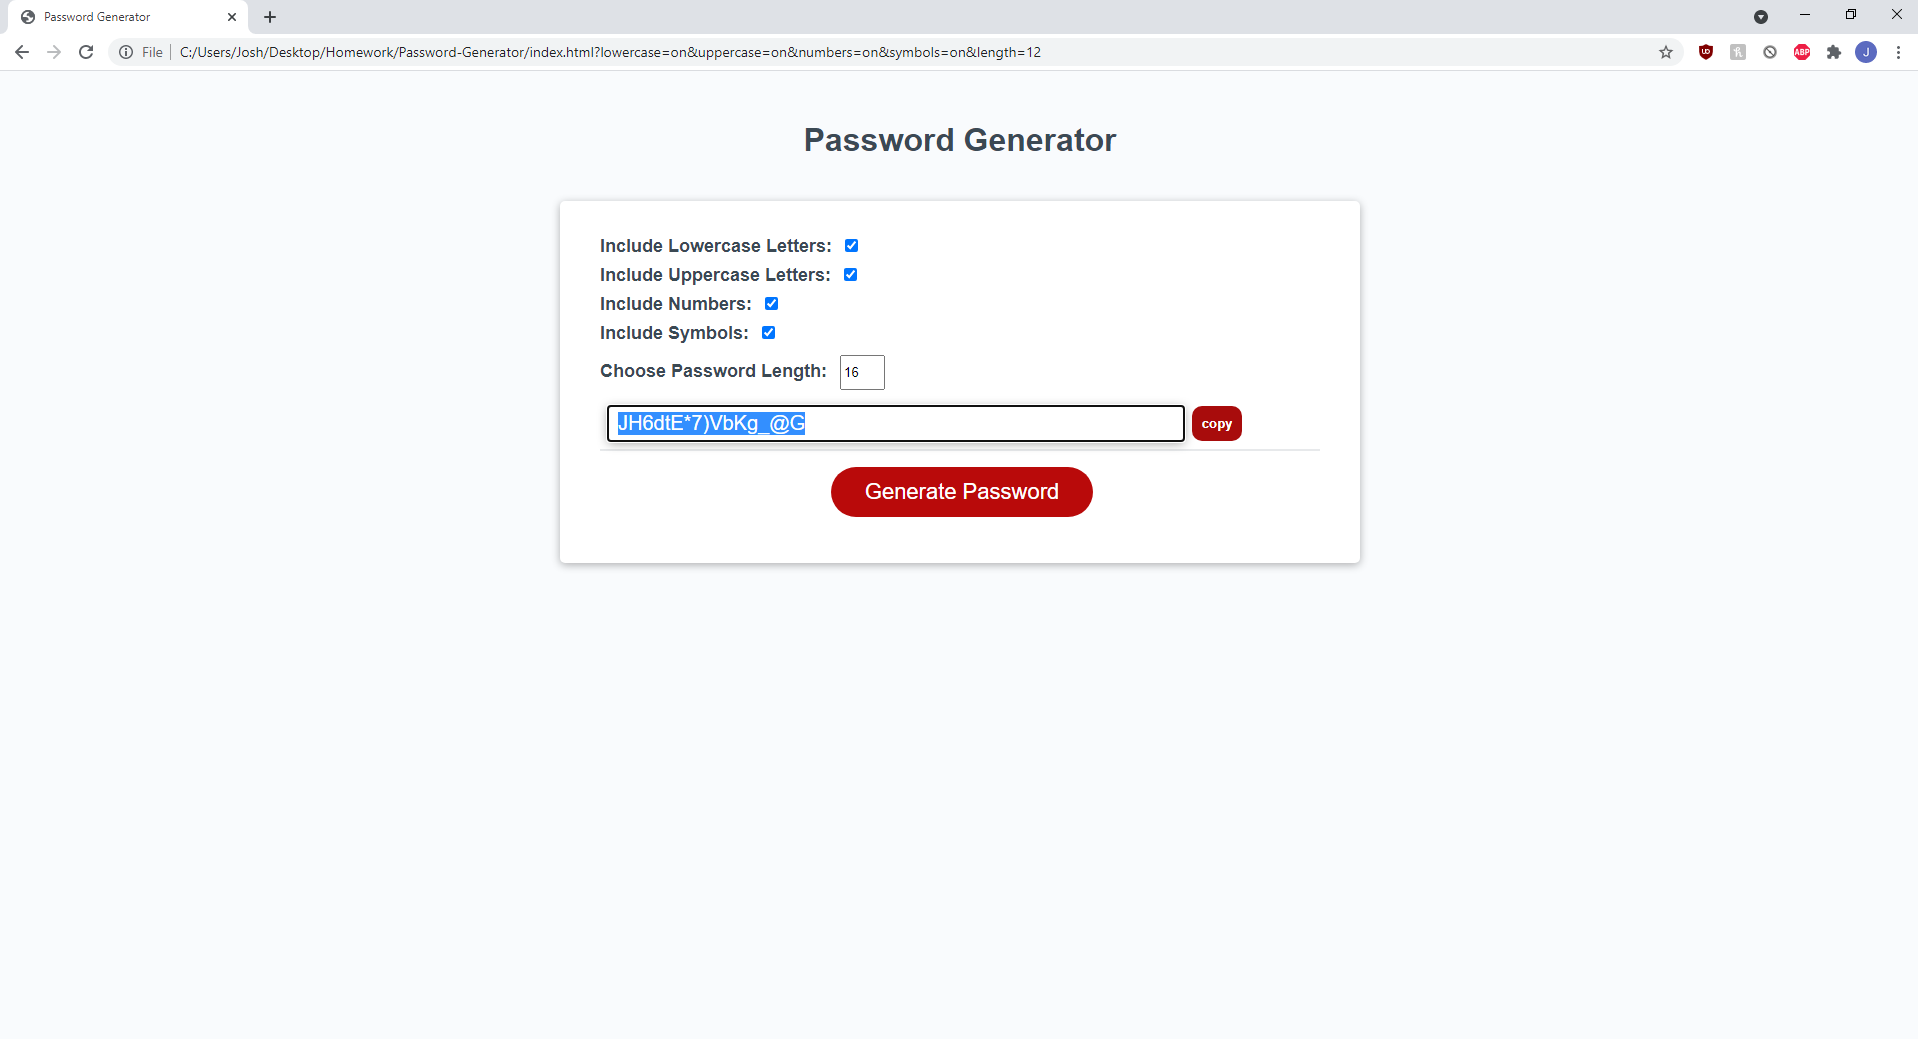 Password Generator
File
C:/Users/Josh/Desktop/Homework/Password-Generator/index.html?lowercase=on&uppercase=on&numbers=on&symbols=on&length=12
ABP
J
Password Generator
Include Lowercase Letters:
Include Uppercase Letters:
Include Numbers:
Include Symbols:
Choose Password Length: 16
JH6dtE*7)VbKg_@G copy
Generate Password